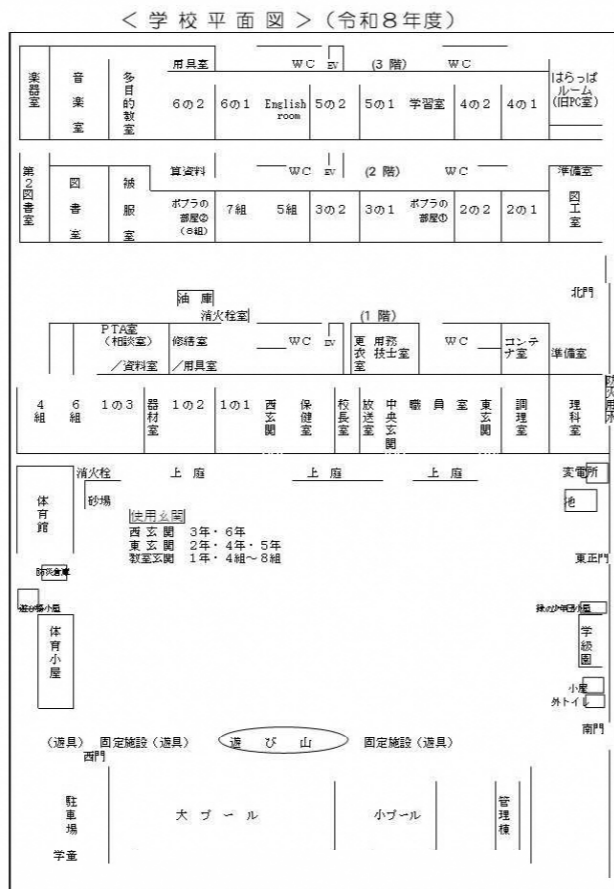 ＜学校平面図＞（令和８年度）
用具室 ＷＣ EV （３階） ＷＣ
楽器室 音楽室 多目的教室 ６の２ ６の１ English room ５の２ ５の１ 学習室 ４の２ ４の１ はらっぱルーム（旧PC室）
算資料 ＷＣ EV （２階） ＷＣ 準備室
第２図書室 図書室 被服室 ポプラの部屋②（８組） ７組 ５組 ３の２ ３の１ ポプラの部屋① ２の２ ２の１ 図工室
北門
油庫
消火栓室 （１階）
ＰＴＡ室（相談室）／資料室 修繕室／用具室 ＷＣ EV 更衣室 用務技士室 ＷＣ コンテナ室 準備室
４組 ６組 １の３ 器材室 １の２ １の１ 西玄関 保健室 校長室 放送室 中央玄関 職員室 東玄関 調理室 理科室 防火用水
消火栓 上庭 上庭 上庭 変電所
体育館 砂場 池
使用玄関
西玄関 ３年・６年
東玄関 ２年・４年・５年
教室玄関 １年・４組～８組
東正門
防災倉庫
体育小屋 学級園
小屋
外トイレ
南門
（遊具） 固定施設（遊具） 遊び山 固定施設（遊具）
西門
駐車場 大プール 小プール 管理棟
学童